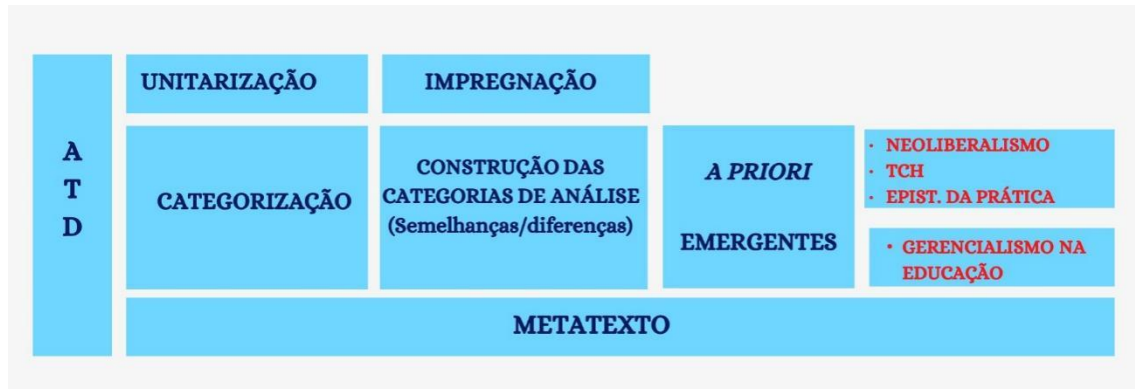 A
T
D
UNITARIZAÇÃO
IMPREGNAÇÃO
CATEGORIZAÇÃO
CONSTRUÇÃO DAS
CATEGORIAS DE ANÁLISE
(Semelhanças/diferenças)
A PRIORI
EMERGENTES
· NEOLIBERALISMO
· TCH
· EPIST. DA PRÁTICA
• GERENCIALISMO NA
EDUCAÇÃO
METATEXTO